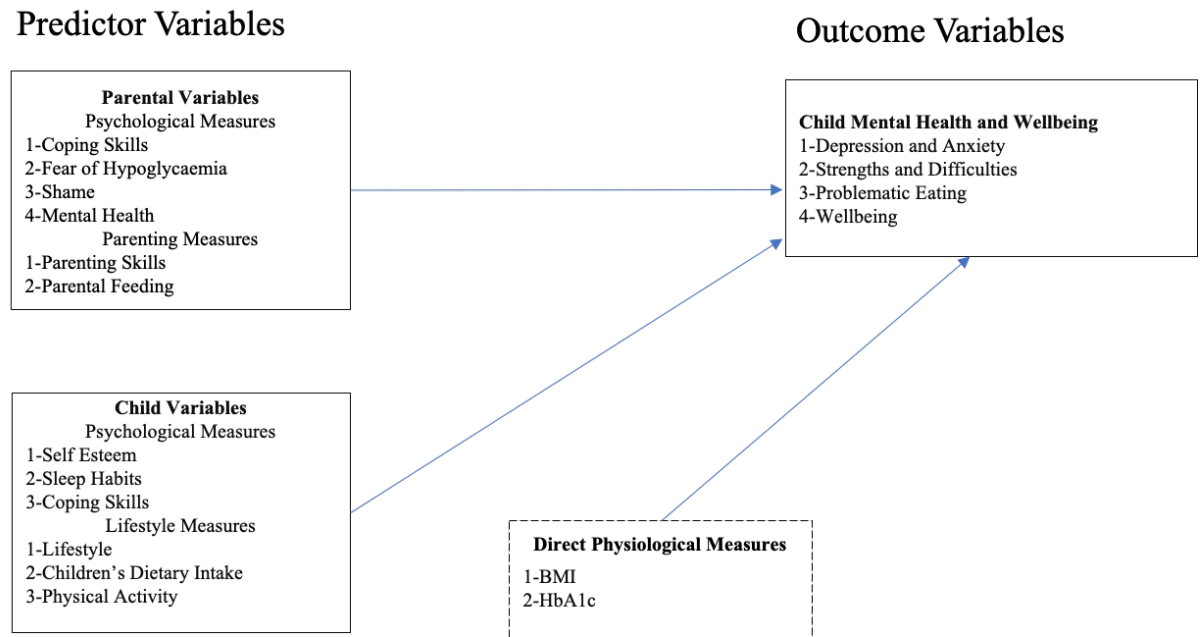 Predictor Variables
Outcome Variables
Parental Variables
Psychological Measures
1-Coping Skills
2-Fear of Hypoglycaemia
3-Shame
4-Mental Health
Parenting Measures
1-Parenting Skills
2-Parental Feeding
Child Mental Health and Wellbeing
1-Depression and Anxiety
2-Strengths and Difficulties
3-Problematic Eating
4-Wellbeing
Child Variables
Psychological Measures
1-Self Esteem
2-Sleep Habits
3-Coping Skills
Lifestyle Measures
1-Lifestyle
2-Children’s Dietary Intake
3-Physical Activity
Direct Physiological Measures
1-BMI
2-HbA1c